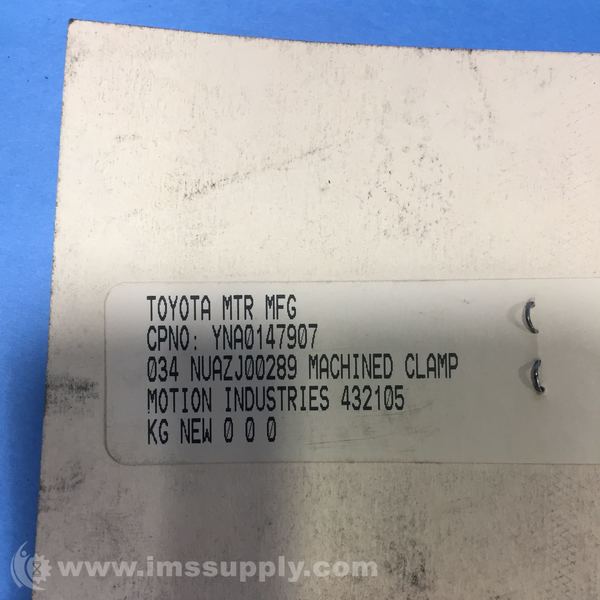 TOYOTA MTR MFG
CPNO: YNA0147907
034 NUAZJ00289 MACHINED CLAMP
MOTION INDUSTRIES 432105
KG NEW 0 0 0
www.imssupply.com